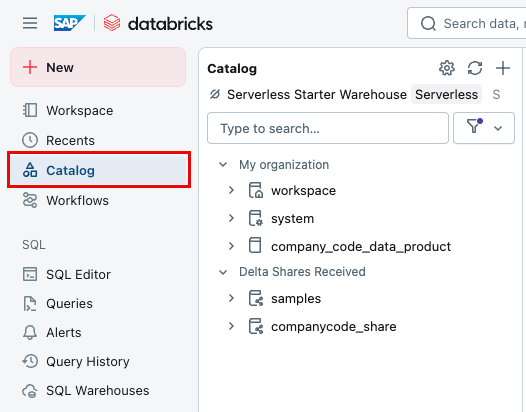 SAP databricks
Search data, r
New
Workspace
Recents
Catalog
Workflows
SQL
SQL Editor
Queries
Alerts
Query History
SQL Warehouses
Catalog
Serverless Starter Warehouse Serverless S
Type to search...
My organization
workspace
system
company_code_data_product
Delta Shares Received
samples
companycode_share